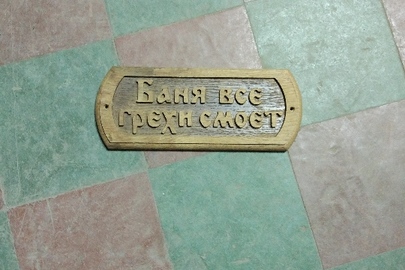 Баня все
грехи смоет